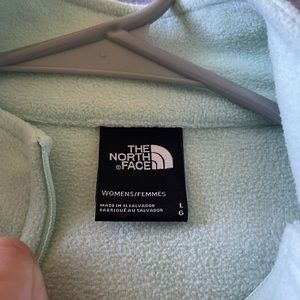 THE
NORTH
FACE
WOMENS/FEMMES
MADE IN EL SALVADOR
FABRIQUÉ AU SALVADOR
L
G